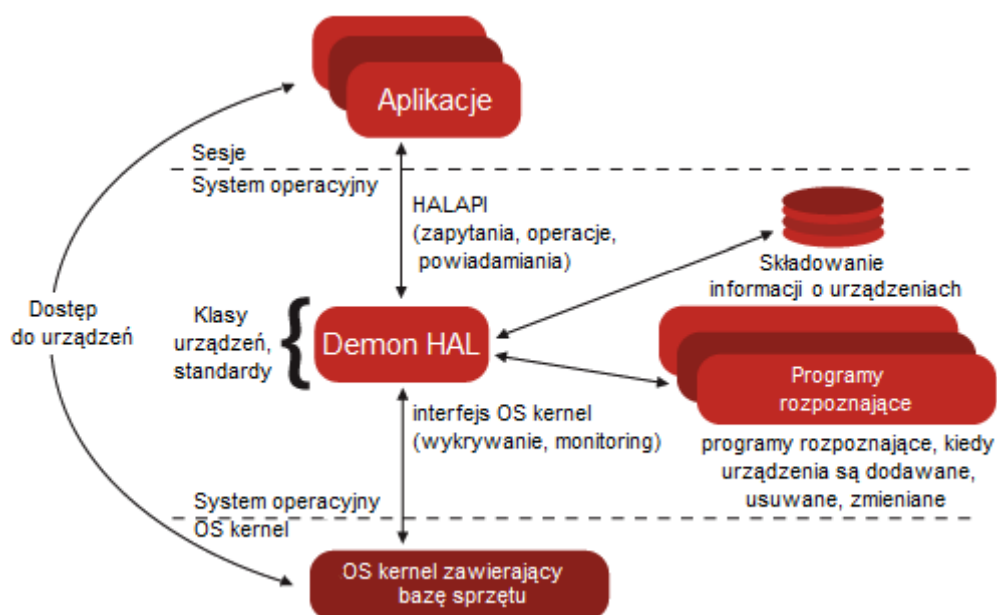 Aplikacje
Sesje
System operacyjny
HALAPI
(zapytania, operacje,
powiadamiania)
Składowanie
informacji o urządzeniach
Dostęp
do urządzeń
Klasy
urządzeń,
standardy
{
Demon HAL
Programy
rozpoznające
interfejs OS kernel
(wykrywanie, monitoring)
programy rozpoznające, kiedy
urządzenia są dodawane,
usuwane, zmieniane
System operacyjny
OS kernel
OS kernel zawierający
bazę sprzętu